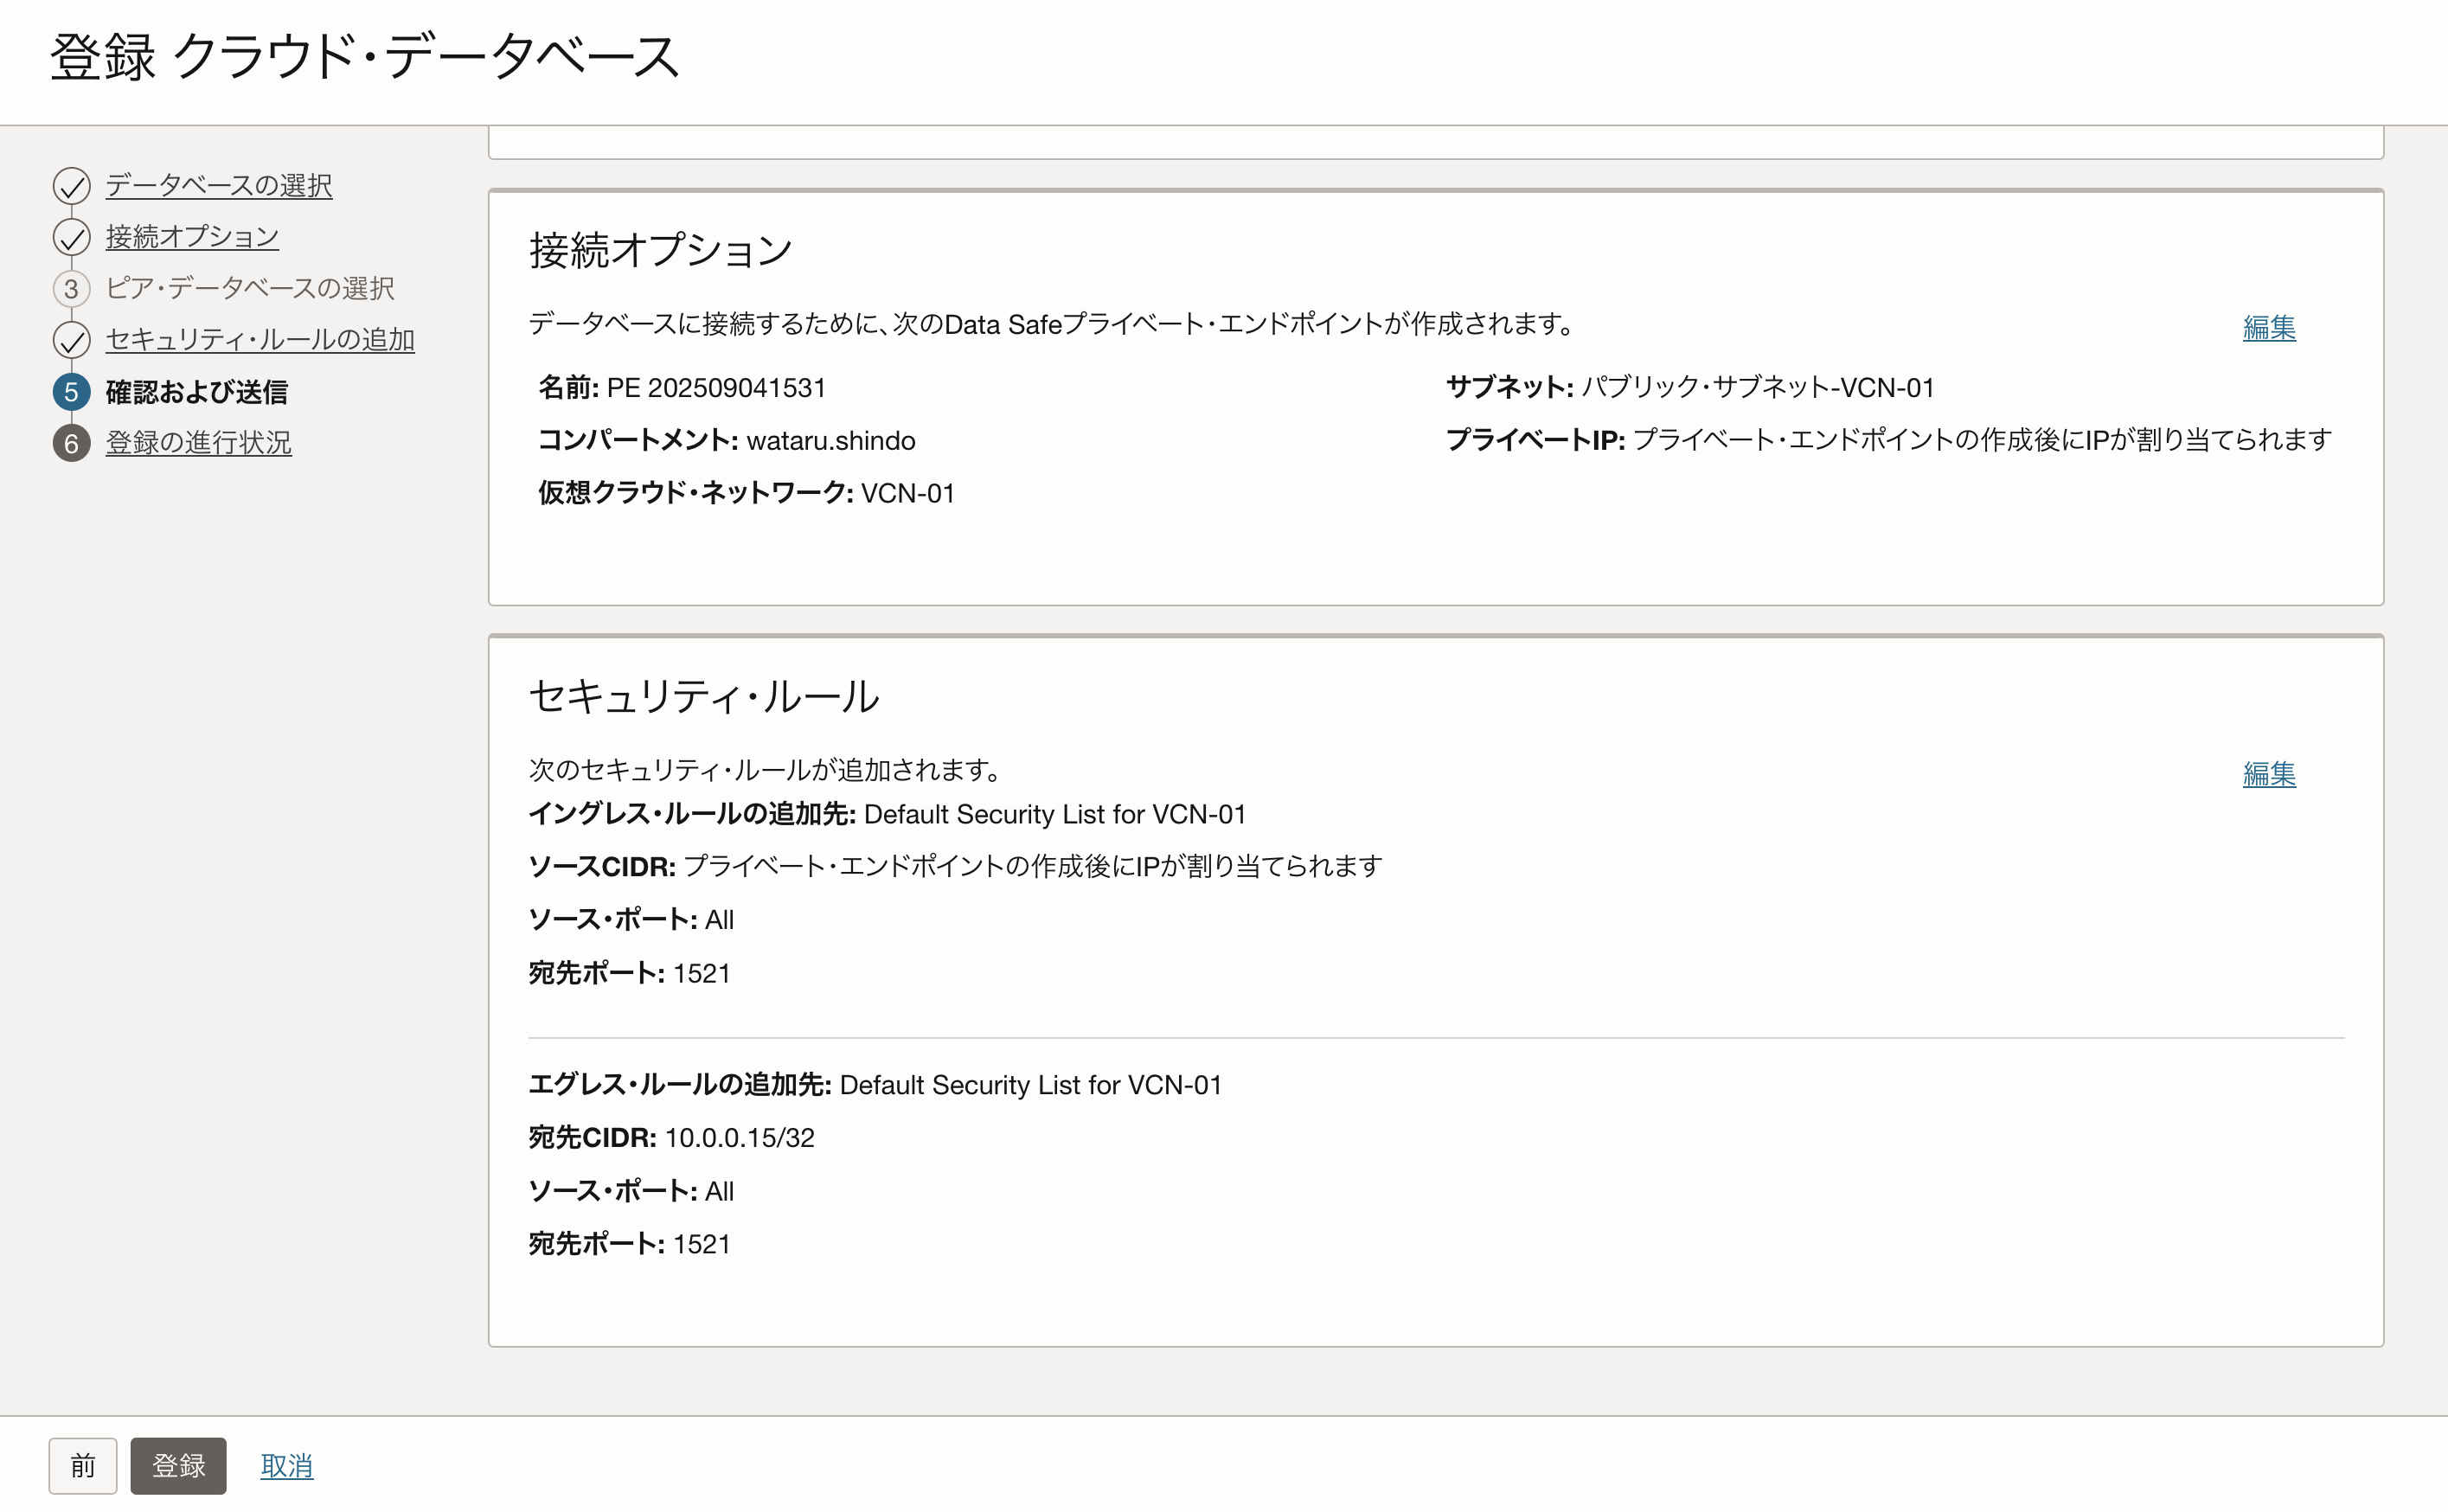 登録 クラウド・データベース
データベースの選択
接続オプション
3 ピア・データベースの選択
セキュリティ・ルールの追加
5 確認および送信
6 登録の進行状況
接続オプション
データベースに接続するために、次のData Safeプライベート・エンドポイントが作成されます。
編集
名前: PE 202509041531
サブネット: パブリック・サブネット-VCN-01
コンパートメント: wataru.shindo
プライベートIP: プライベート・エンドポイントの作成後にIPが割り当てられます
仮想クラウド・ネットワーク: VCN-01
セキュリティ・ルール
次のセキュリティ・ルールが追加されます。
編集
イングレス・ルールの追加先: Default Security List for VCN-01
ソースCIDR: プライベート・エンドポイントの作成後にIPが割り当てられます
ソース・ポート: All
宛先ポート: 1521
エグレス・ルールの追加先: Default Security List for VCN-01
宛先CIDR: 10.0.0.15/32
ソース・ポート: All
宛先ポート: 1521
前 登録 取消